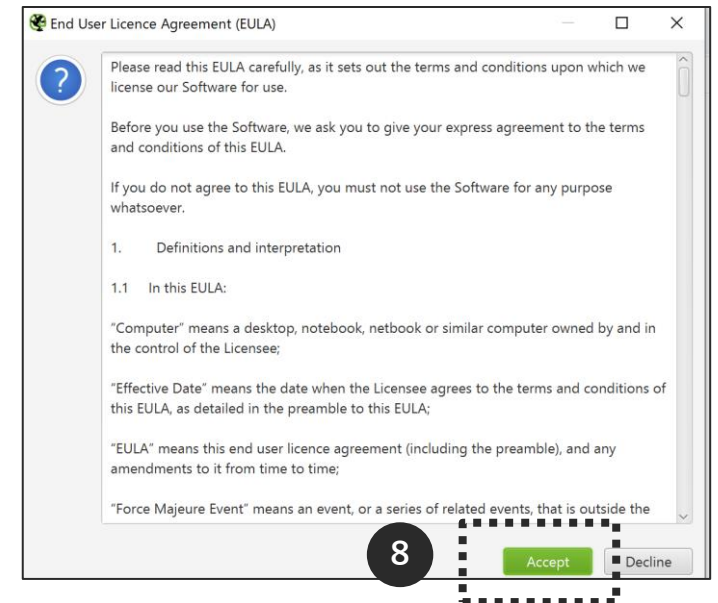 End User Licence Agreement (EULA)
?
Please read this EULA carefully, as it sets out the terms and conditions upon which we
license our Software for use.
Before you use the Software, we ask you to give your express agreement to the terms
and conditions of this EULA.
If you do not agree to this EULA, you must not use the Software for any purpose
whatsoever.
1. Definitions and interpretation
1.1 In this EULA:
"Computer" means a desktop, notebook, netbook or similar computer owned by and in
the control of the Licensee;
"Effective Date" means the date when the Licensee agrees to the terms and conditions of
this EULA, as detailed in the preamble to this EULA;
"EULA" means this end user licence agreement (including the preamble), and any
amendments to it from time to time;
"Force Majeure Event" means an event, or a series of related events, that is outside the
8
Accept
Decline